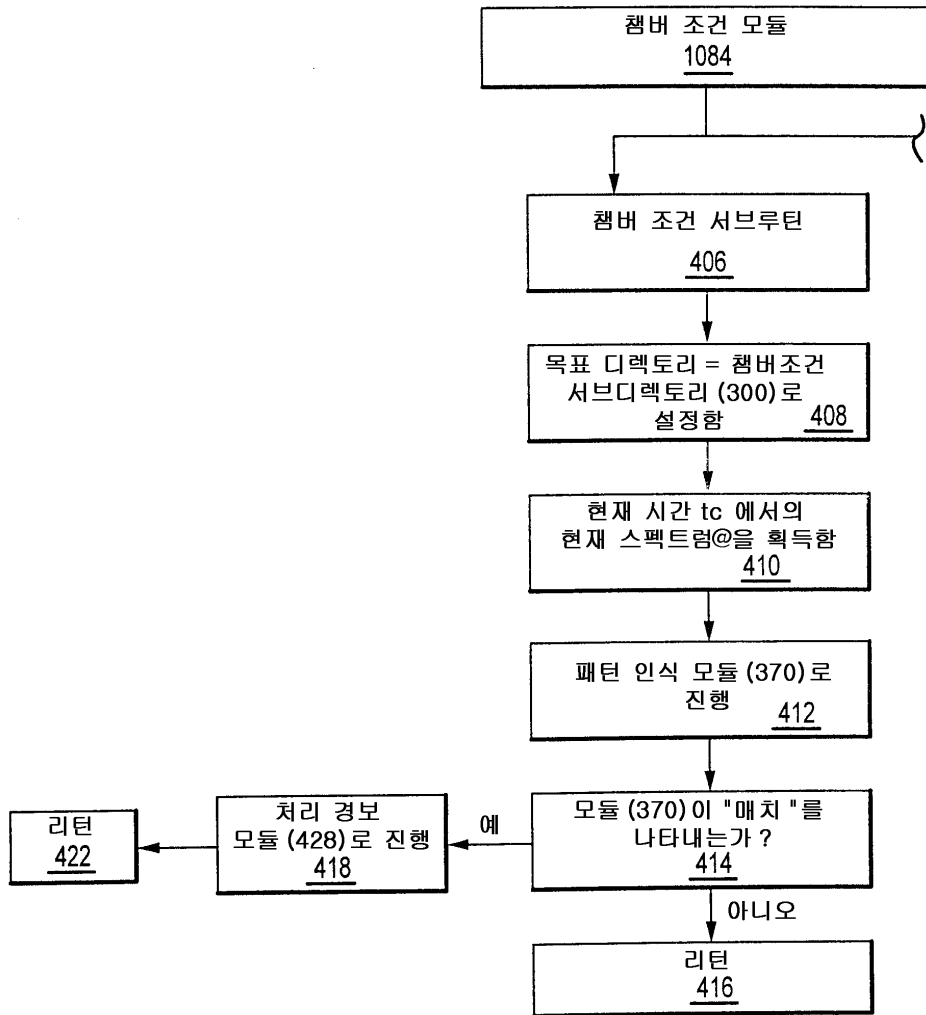 챔버 조건 모듈
1084
챔버 조건 서브루틴
406
목표 디렉토리 = 챔버조건
서브디렉토리 (300)로
설정함 408
현재 시간 tc 에서의
현재 스펙트럼@을 획득함
410
패턴 인식 모듈 (370)로
진행
412
모듈 (370)이 "매치"를
나타내는가 ?
414
예
처리 경보
모듈 (428)로 진행
418
리턴
422
아니오
리턴
416